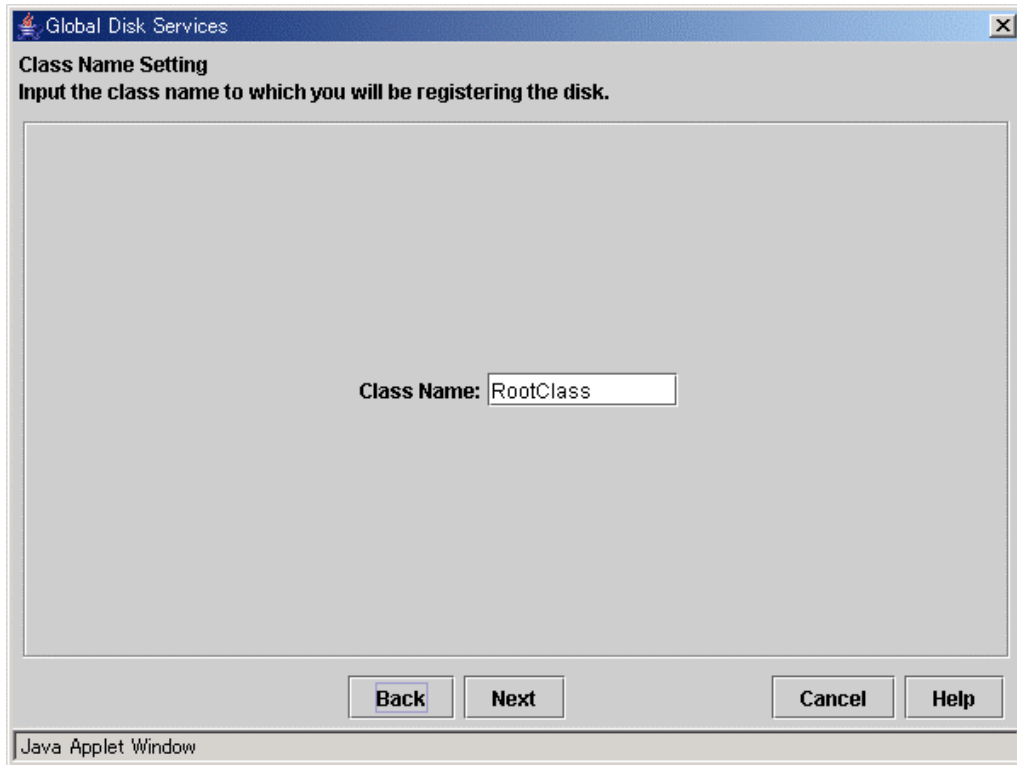 Global Disk Services
Class Name Setting
Input the class name to which you will be registering the disk.
Class Name: RootClass
Back Next Cancel Help
Java Applet Window